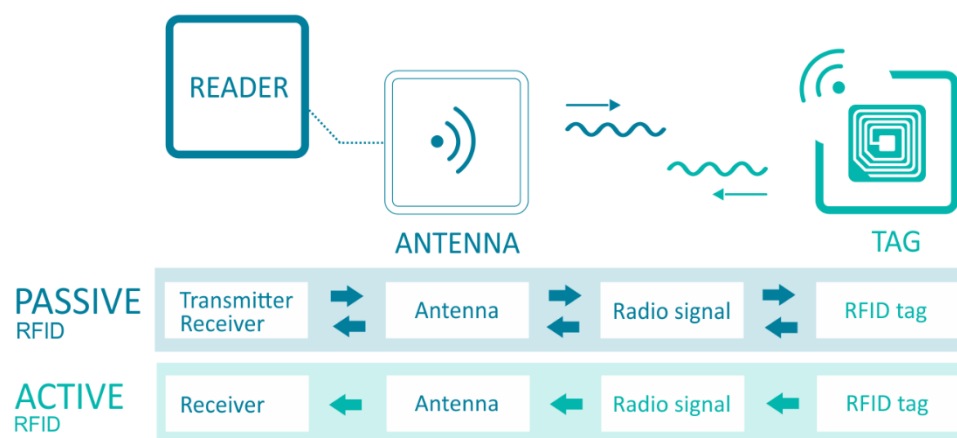 READER
ANTENNA
TAG
PASSIVE
RFID
Transmitter
Receiver
Antenna
Radio signal
RFID tag
ACTIVE
RFID
Receiver
Antenna
Radio signal
RFID tag